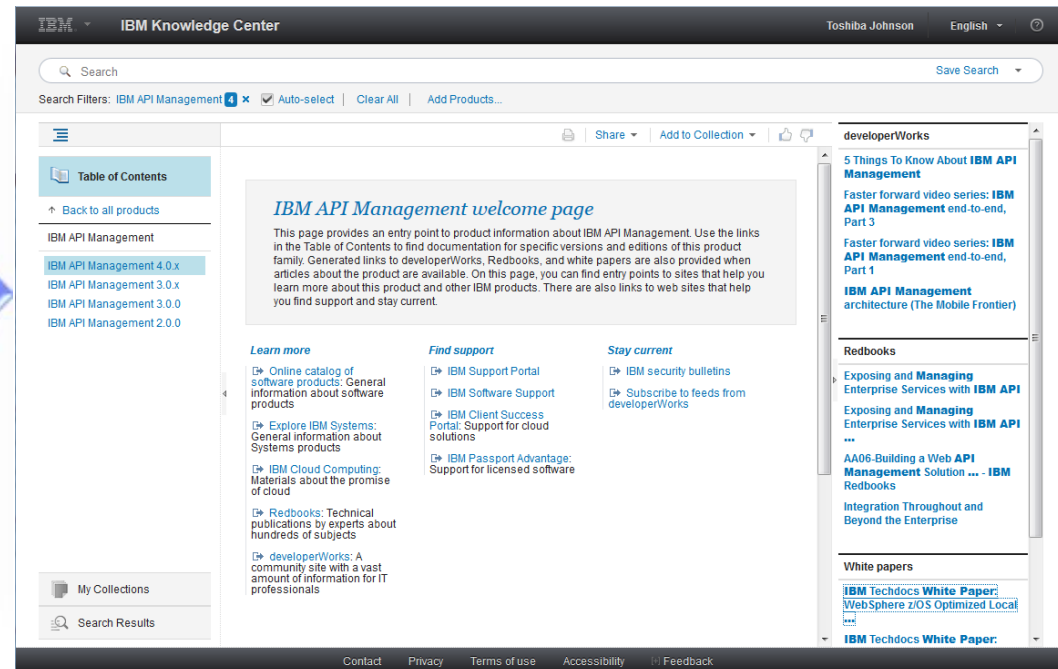 IBM IBM Knowledge Center Toshiba Johnson English
Search Save Search
Search Filters: IBM API Management 4 × Auto-select | Clear All | Add Products...
Share Add to Collection
Table of Contents
Back to all products
IBM API Management
IBM API Management 4.0.x
IBM API Management 3.0.x
IBM API Management 3.0.0
IBM API Management 2.0.0
My Collections
Search Results
IBM API Management welcome page
This page provides an entry point to product information about IBM API Management. Use the links
in the Table of Contents to find documentation for specific versions and editions of this product
family. Generated links to developerWorks, Redbooks, and white papers are also provided when
articles about the product are available. On this page, you can find entry points to sites that help you
learn more about this product and other IBM products. There are also links to web sites that help
you find support and stay current.
Learn more
Online catalog of
software products: General
information about software
products
Explore IBM Systems:
General information about
Systems products
IBM Cloud Computing:
Materials about the promise
of cloud
Redbooks: Technical
publications by experts about
hundreds of subjects
developerWorks: A
community site with a vast
amount of information for IT
professionals
Find support
IBM Support Portal
IBM Software Support
IBM Client Success
Portal: Support for cloud
solutions
IBM Passport Advantage:
Support for licensed software
Stay current
IBM security bulletins
Subscribe to feeds from
developerWorks
developerWorks
5 Things To Know About IBM API
Management
Faster forward video series: IBM
API Management end-to-end,
Part 3
Faster forward video series: IBM
API Management end-to-end,
Part 1
IBM API Management
architecture (The Mobile Frontier)
Redbooks
Exposing and Managing
Enterprise Services with IBM API
Exposing and Managing
Enterprise Services with IBM API
...
AA06-Building a Web API
Management Solution ... - IBM
Redbooks
Integration Throughout and
Beyond the Enterprise
White papers
IBM Techdocs White Paper:
WebSphere z/OS Optimized Local
...
IBM Techdocs White Paper:
Contact Privacy Terms of use Accessibility [+] Feedback